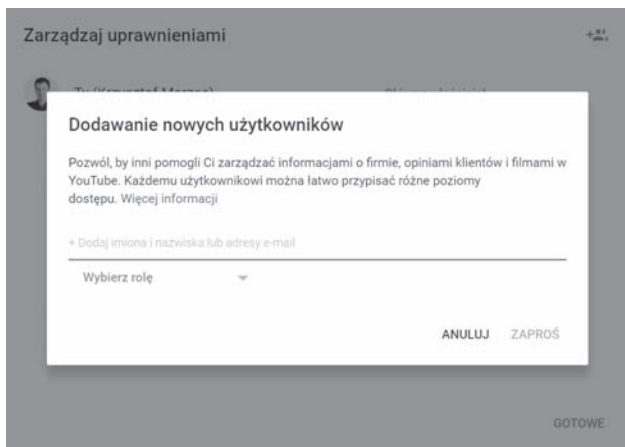 Zarządzaj uprawnieniami
Dodawanie nowych użytkowników
Pozwól, by inni pomogli Ci zarządzać informacjami o firmie, opiniami klientów i filmami w
YouTube. Każdemu użytkownikowi można łatwo przypisać różne poziomy
dostępu. Więcej informacji
+ Dodaj imiona i nazwiska lub adresy e-mail
Wybierz rolę
ANULUJ ZAPROŚ
GOTOWE